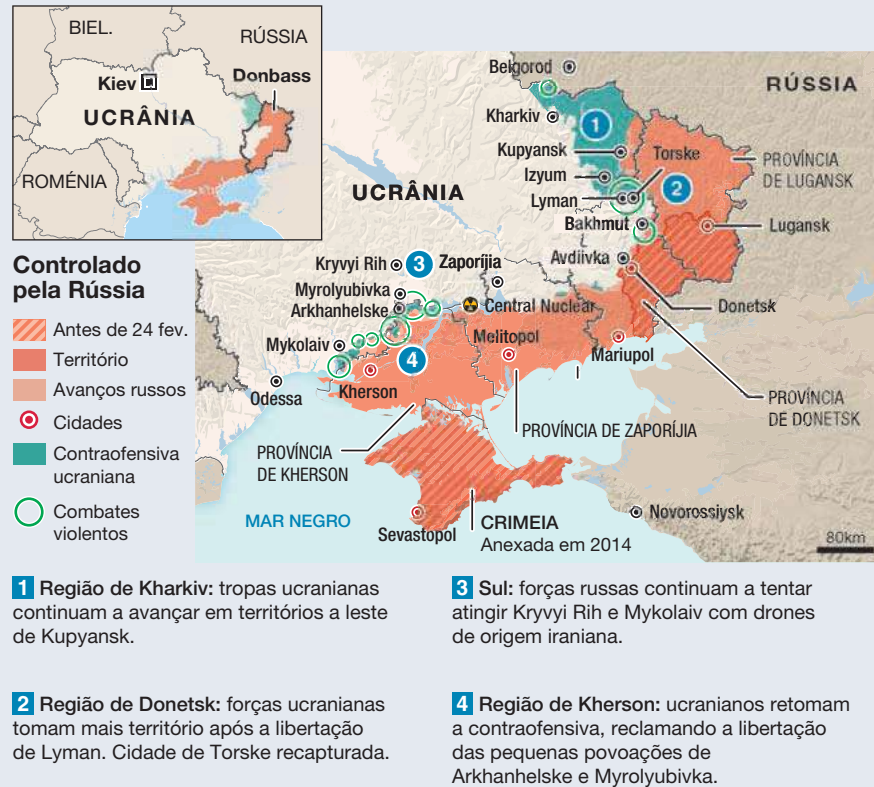 BIEL.
RÚSSIA
Kiev
Donbass
UCRÂNIA
ROMÉNIA
Belgorod
RÚSSIA
Kharkiv
1
Kupyansk
Torske
PROVÍNCIA
DE LUGANSK
Izyum
2
UCRÂNIA
Lyman
Bakhmut
Lugansk
Avdiivka
Kryvyi Rih
3
Zaporíjia
Myrolyubivka
Arkhanhelske
Central Nuclear
Donetsk
Melitopol
Mykolaiv
4
Mariupol
Odessa
Kherson
PROVÍNCIA
DE DONETSK
PROVÍNCIA DE ZAPORÍJIA
PROVÍNCIA
DE KHERSON
MAR NEGRO
Sevastopol
CRIMEIA
Anexada em 2014
Novorossiysk
80km
Controlado
pela Rússia
Antes de 24 fev.
Território
Avanços russos
Cidades
Contraofensiva
ucraniana
Combates
violentos
1 Região de Kharkiv: tropas ucranianas
continuam a avançar em territórios a leste
de Kupyansk.
2 Região de Donetsk: forças ucranianas
tomam mais território após a libertação
de Lyman. Cidade de Torske recapturada.
3 Sul: forças russas continuam a tentar
atingir Kryvyi Rih e Mykolaiv com drones
de origem iraniana.
4 Região de Kherson: ucranianos retomam
a contraofensiva, reclamando a libertação
das pequenas povoações de
Arkhanhelske e Myrolyubivka.